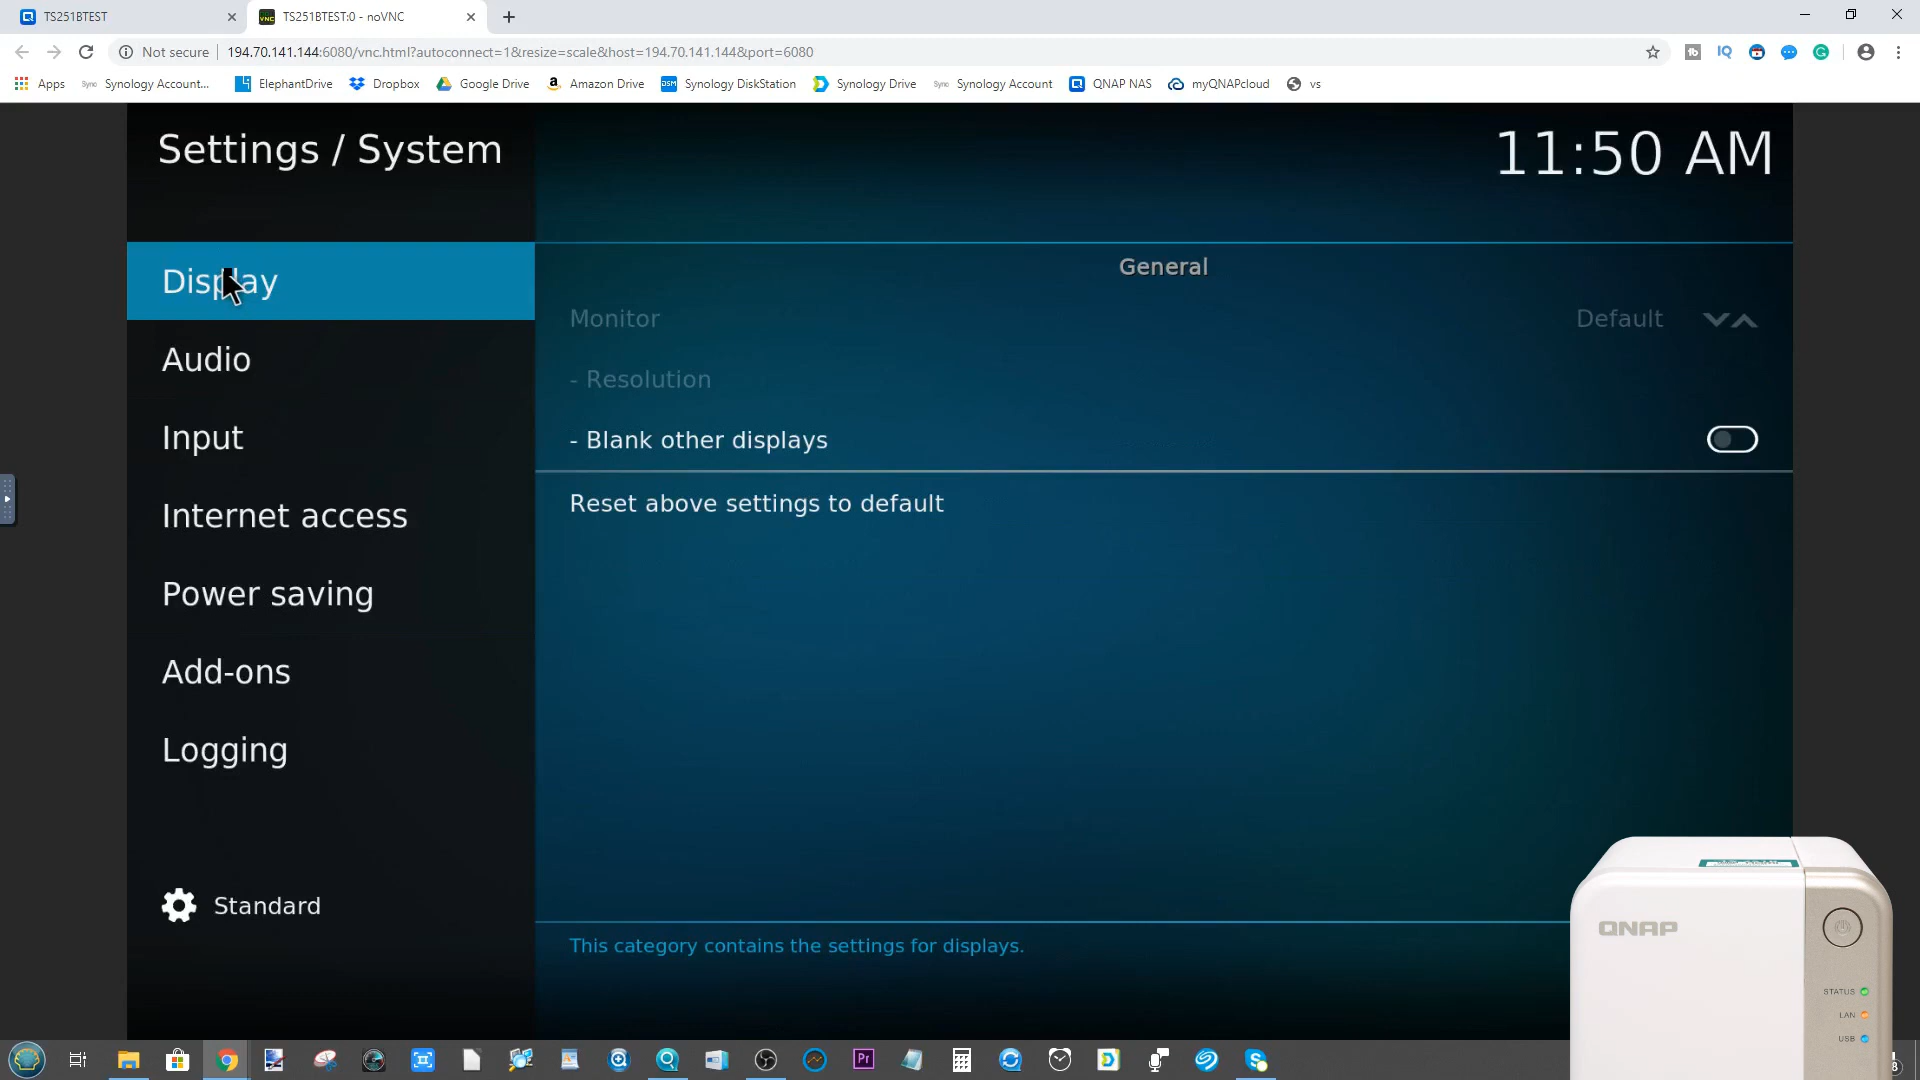 TS251BTEST
TS251BTEST:0 - noVNC
Not secure
194.70.141.144:6080/vnc.html?autoconnect=1&resize=scale&host=194.70.141.144&port=6080
Apps
Synology Account...
ElephantDrive
Dropbox
Google Drive
Amazon Drive
Synology DiskStation
Synology Drive
Synology Account
QNAP NAS
myQNAPcloud
vs
Settings / System
11:50 AM
Display
Audio
Input
Internet access
Power saving
Add-ons
Logging
Standard
General
Monitor
Default
- Resolution
- Blank other displays
Reset above settings to default
This category contains the settings for displays.
QNAP
STATUS
LAN
USB